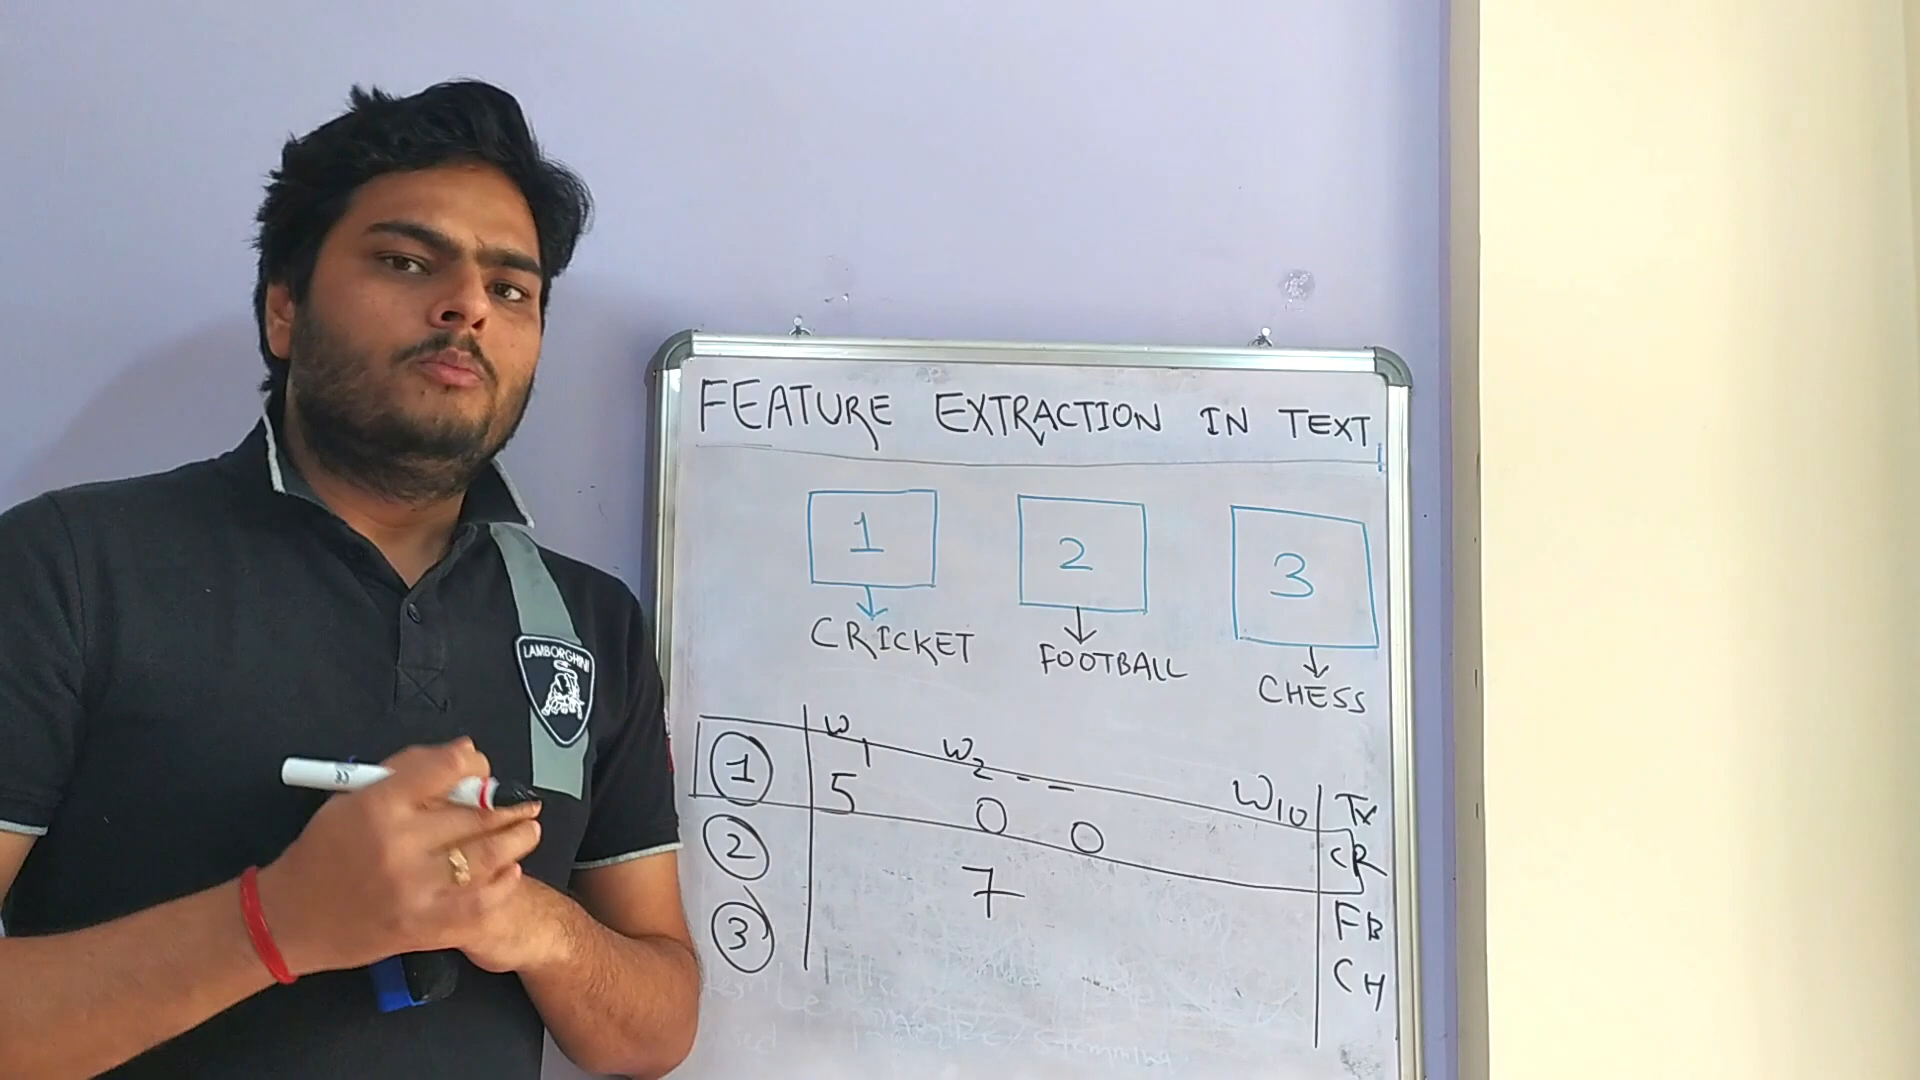 FEATURE EXTRACTION IN TEXT
1 2 3
CRICKET FOOTBALL CHESS
W1 W2 - - W10 Tx
1 5 0 0 CR
2 7 FB
3 CH
LAMBORGHINI